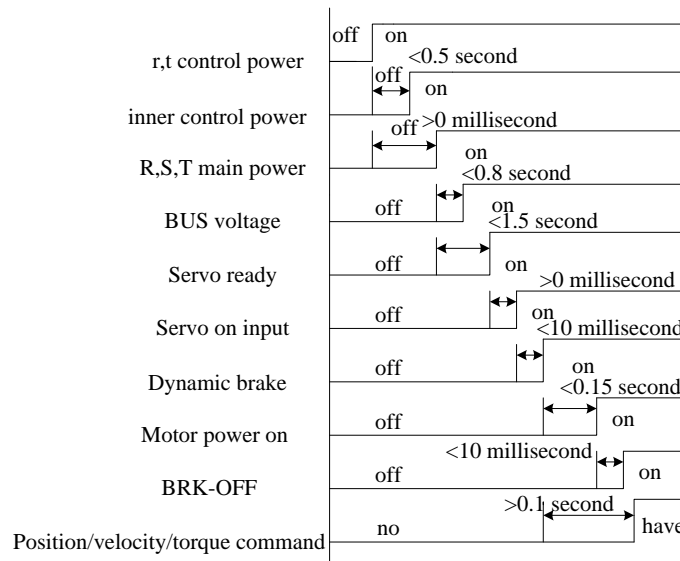 off on
r,t control power
<0.5 second
off
on
inner control power
>0 millisecond
off
R,S,T main power
on
<0.8 second
BUS voltage
off
on
<1.5 second
Servo ready
off
on
>0 millisecond
Servo on input
off
on
<10 millisecond
Dynamic brake
off
on
<0.15 second
Motor power on
off
on
<10 millisecond
BRK-OFF
off
on
>0.1 second
Position/velocity/torque command
no
have